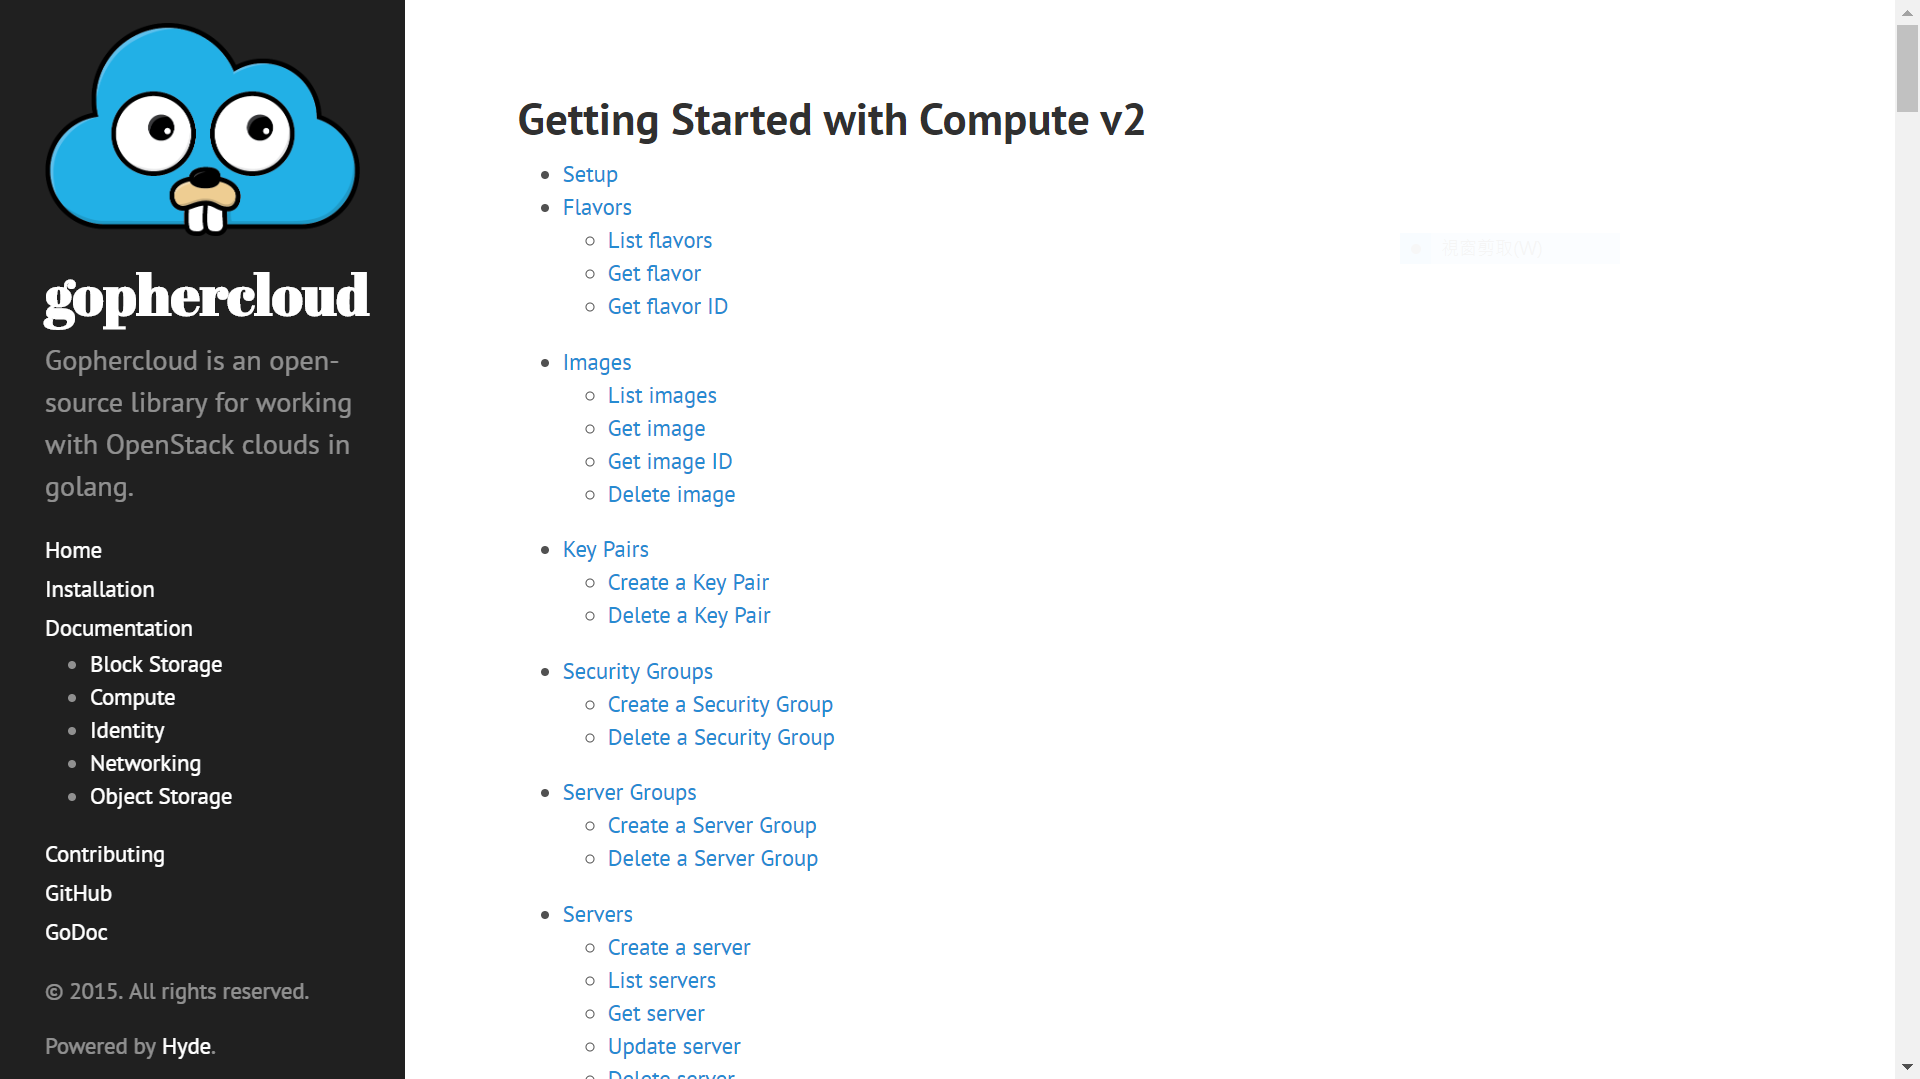 gophercloud
Gophercloud is an open-
source library for working
with OpenStack clouds in
golang.
Home
Installation
Documentation
Block Storage
Compute
Identity
Networking
Object Storage
Contributing
GitHub
GoDoc
© 2015. All rights reserved.
Powered by Hyde.
Getting Started with Compute v2
Setup
Flavors
List flavors
Get flavor
Get flavor ID
Images
List images
Get image
Get image ID
Delete image
Key Pairs
Create a Key Pair
Delete a Key Pair
Security Groups
Create a Security Group
Delete a Security Group
Server Groups
Create a Server Group
Delete a Server Group
Servers
Create a server
List servers
Get server
Update server
Delete server